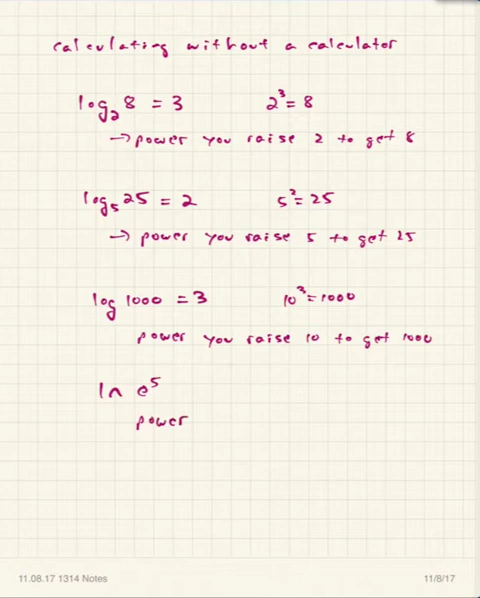 calculating without a calculator
log₂8 = 3 2³ = 8
→ power you raise 2 to get 8
log₅25 = 2 5² = 25
→ power you raise 5 to get 25
log 1000 = 3 10³ = 1000
power you raise 10 to get 1000
ln e⁵
power
11.08.17 1314 Notes 11/8/17